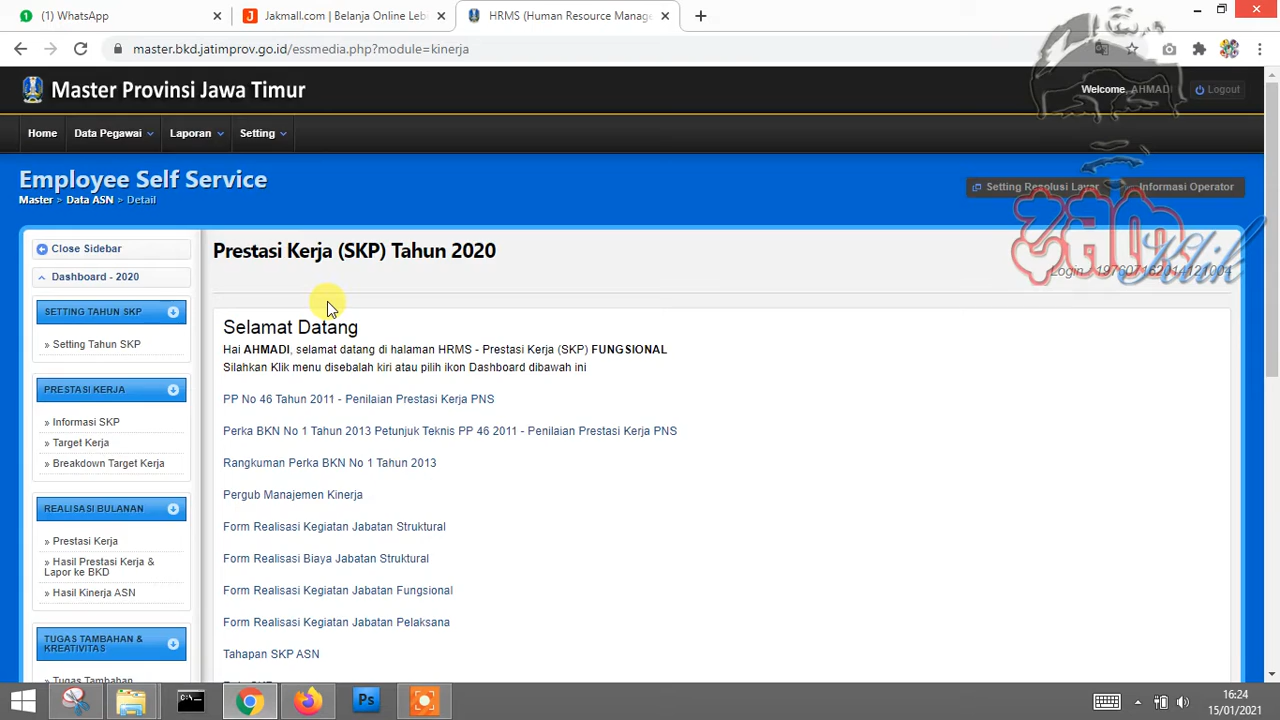 (1) WhatsApp
Jakmall.com | Belanja Online Leb
HRMS (Human Resource Manage
master.bkd.jatimprov.go.id/essmedia.php?module=kinerja
Master Provinsi Jawa Timur
Welcome, AHMADI
Logout
Home
Data Pegawai
Laporan
Setting
Employee Self Service
Master > Data ASN > Detail
Setting Resolusi Layar
Informasi Operator
Close Sidebar
Dashboard - 2020
SETTING TAHUN SKP
» Setting Tahun SKP
PRESTASI KERJA
» Informasi SKP
» Target Kerja
» Breakdown Target Kerja
REALISASI BULANAN
» Prestasi Kerja
» Hasil Prestasi Kerja &
Lapor ke BKD
» Hasil Kinerja ASN
TUGAS TAMBAHAN &
KREATIVITAS
» Tugas Tambahan
Prestasi Kerja (SKP) Tahun 2020
Login : 197607162014121004
Selamat Datang
Hai AHMADI, selamat datang di halaman HRMS - Prestasi Kerja (SKP) FUNGSIONAL
Silahkan Klik menu disebalah kiri atau pilih ikon Dashboard dibawah ini
PP No 46 Tahun 2011 - Penilaian Prestasi Kerja PNS
Perka BKN No 1 Tahun 2013 Petunjuk Teknis PP 46 2011 - Penilaian Prestasi Kerja PNS
Rangkuman Perka BKN No 1 Tahun 2013
Pergub Manajemen Kinerja
Form Realisasi Kegiatan Jabatan Struktural
Form Realisasi Biaya Jabatan Struktural
Form Realisasi Kegiatan Jabatan Fungsional
Form Realisasi Kegiatan Jabatan Pelaksana
Tahapan SKP ASN
Klik
Ps
16:24
15/01/2021